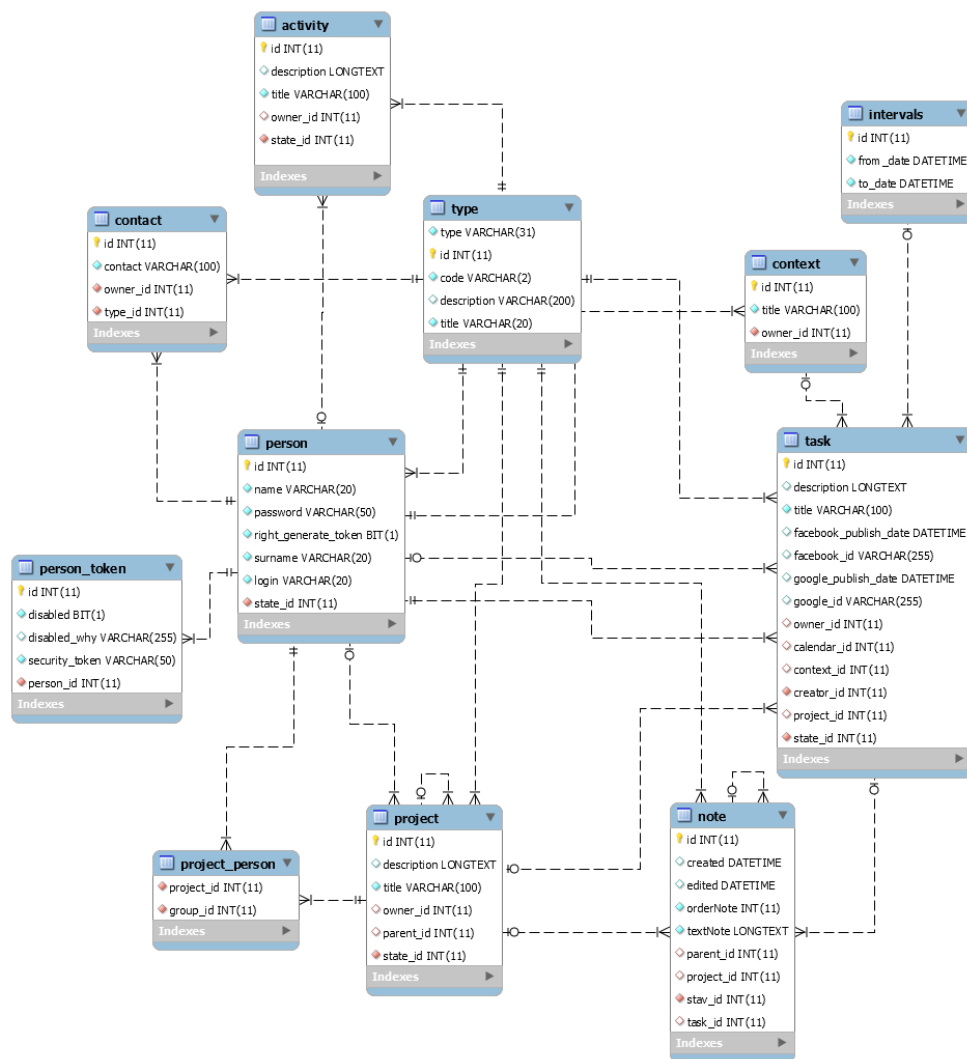 activity
id INT(11)
description LONGTEXT
title VARCHAR(100)
owner_id INT(11)
state_id INT(11)
Indexes
intervals
id INT(11)
from_date DATETIME
to_date DATETIME
Indexes
contact
id INT(11)
contact VARCHAR(100)
owner_id INT(11)
type_id INT(11)
Indexes
type
type VARCHAR(31)
id INT(11)
code VARCHAR(2)
description VARCHAR(200)
title VARCHAR(20)
Indexes
context
id INT(11)
title VARCHAR(100)
owner_id INT(11)
Indexes
person
id INT(11)
name VARCHAR(20)
password VARCHAR(50)
right_generate_token BIT(1)
surname VARCHAR(20)
login VARCHAR(20)
state_id INT(11)
Indexes
task
id INT(11)
description LONGTEXT
title VARCHAR(100)
facebook_publish_date DATETIME
facebook_id VARCHAR(255)
google_publish_date DATETIME
google_id VARCHAR(255)
owner_id INT(11)
calendar_id INT(11)
context_id INT(11)
creator_id INT(11)
project_id INT(11)
state_id INT(11)
Indexes
person_token
id INT(11)
disabled BIT(1)
disabled_why VARCHAR(255)
security_token VARCHAR(50)
person_id INT(11)
Indexes
project_person
project_id INT(11)
group_id INT(11)
Indexes
project
id INT(11)
description LONGTEXT
title VARCHAR(100)
owner_id INT(11)
parent_id INT(11)
state_id INT(11)
Indexes
note
id INT(11)
created DATETIME
edited DATETIME
orderNote INT(11)
textNote LONGTEXT
parent_id INT(11)
project_id INT(11)
stav_id INT(11)
task_id INT(11)
Indexes